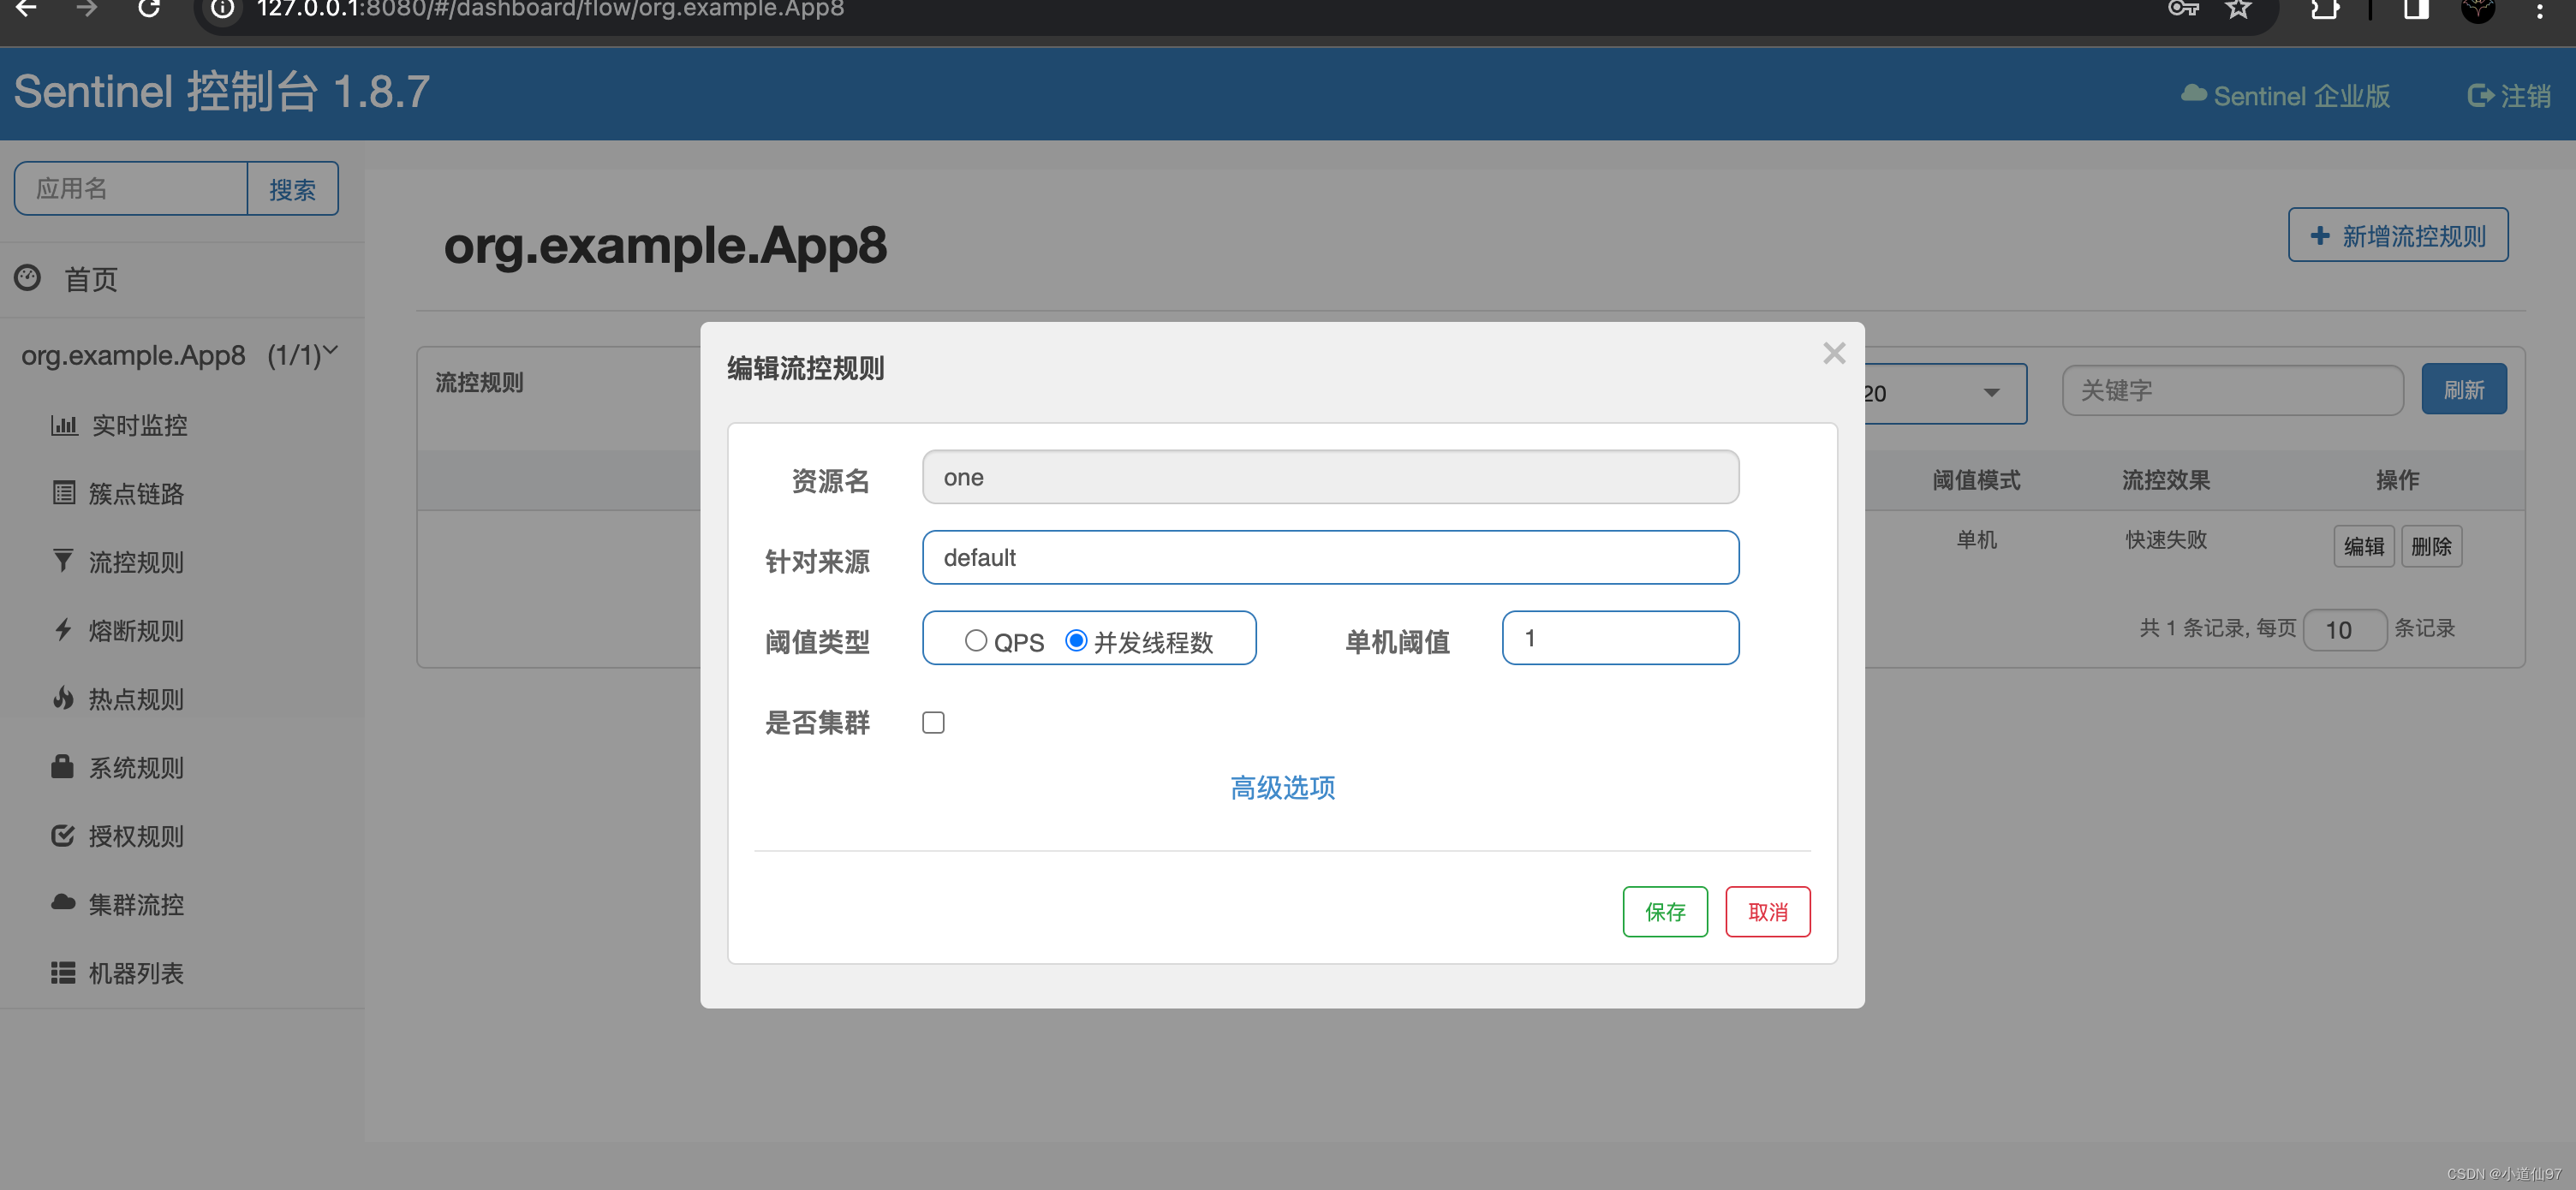 127.0.0.1:8080/#/dashboard/flow/org.example.App8
Sentinel 控制台 1.8.7
Sentinel 企业版
注销
应用名
搜索
首页
org.example.App8 (1/1)
实时监控
簇点链路
流控规则
熔断规则
热点规则
系统规则
授权规则
集群流控
机器列表
org.example.App8
新增流控规则
流控规则
20
关键字
刷新
阈值模式
流控效果
操作
单机
快速失败
编辑
删除
共 1 条记录, 每页 10 条记录
编辑流控规则
×
资源名
one
针对来源
default
阈值类型
QPS
并发线程数
单机阈值
1
是否集群
高级选项
保存
取消
CSDN @小道仙97